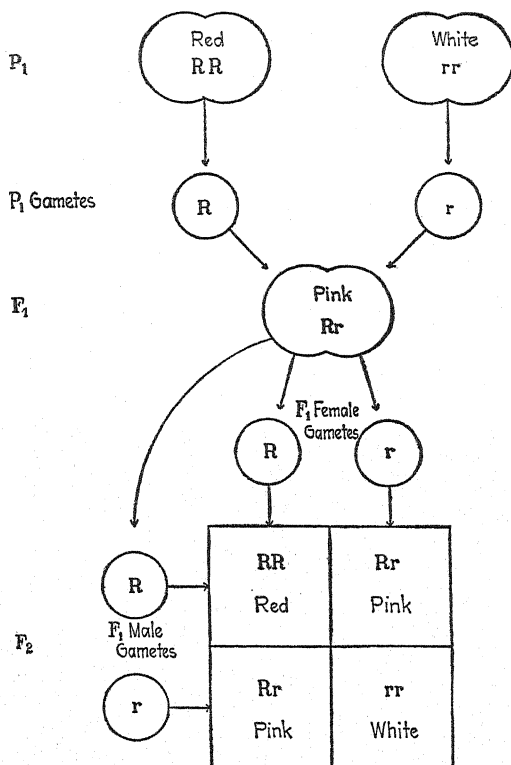 P₁
Red
RR
White
rr
P₁ Gametes
R
r
F₁
Pink
Rr
F₁ Female
Gametes
R
r
F₂
R
F₁ Male
Gametes
r
RR
Red
Rr
Pink
Rr
Pink
rr
White